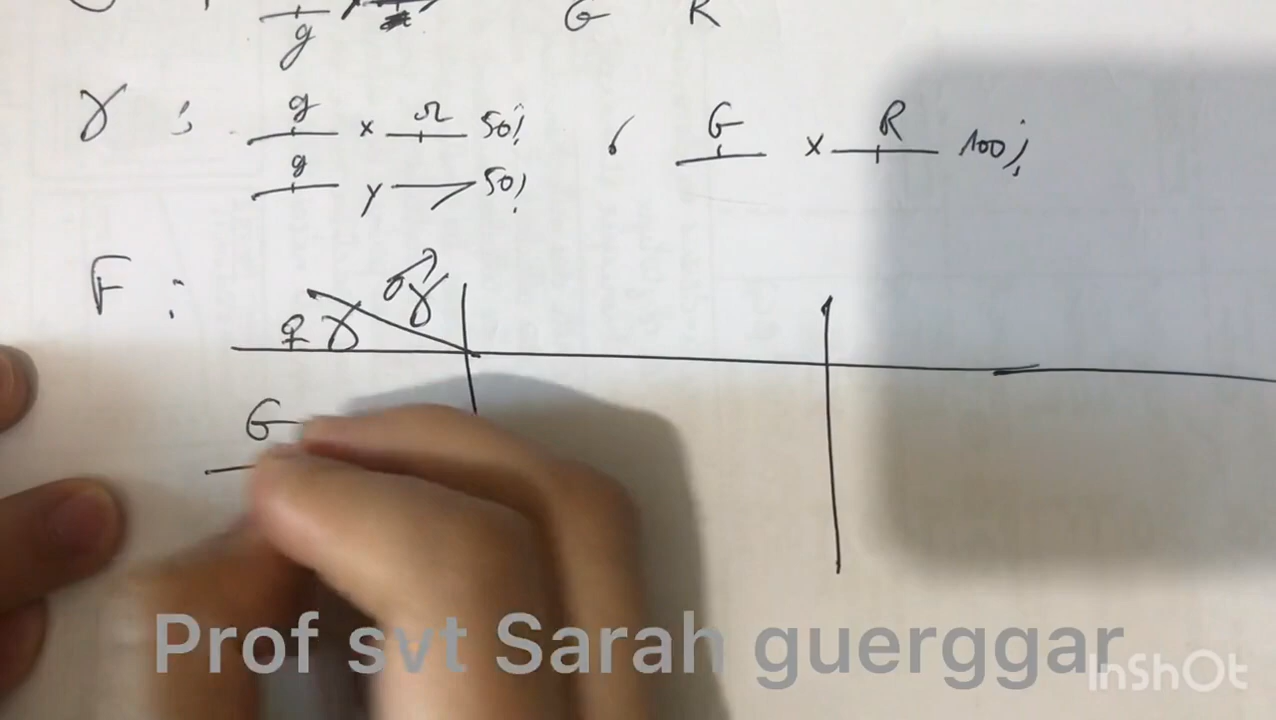 g G R
γ : g x r 50% ; G x R 100%
g y 50%
F :
♀ γ ♂ γ
G
Prof svt Sarah guerggar
InShOt